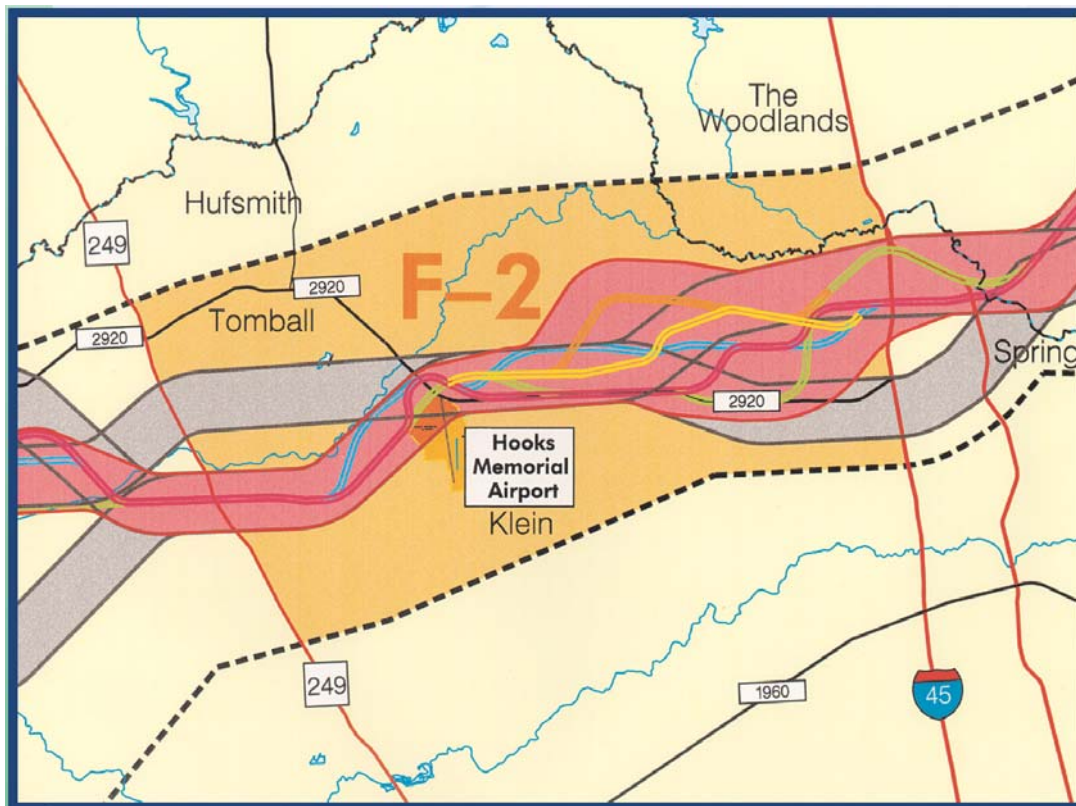 The
Woodlands
Hufsmith
249
F–2
2920
Tomball
2920
Spring
2920
Hooks
Memorial
Airport
Klein
249
1960
45